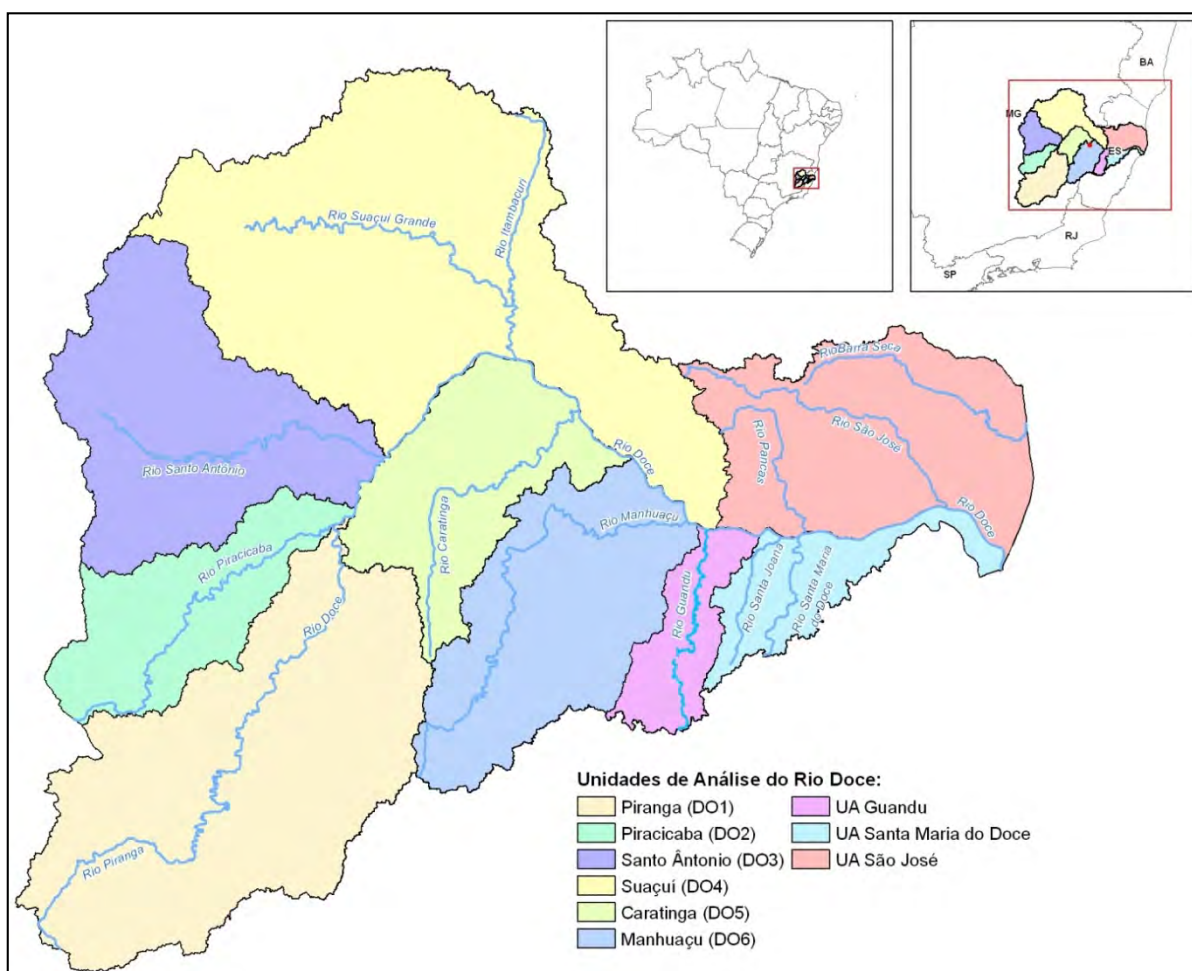 BA
MG
ES
RJ
SP
Rio Suaçuí Grande
Rio Itambacuri
Rio Santo Antônio
Rio Piracicaba
Rio Doce
Rio Piranga
Rio Caratinga
Rio Doce
Rio Manhuaçú
Rio Guandu
Rio Santa Joana
Rio Santa Maria
do Doce
Rio Pancas
Rio São José
RioBarra Seca
Rio Doce
Unidades de Análise do Rio Doce:
Piranga (DO1)
Piracicaba (DO2)
Santo Ântonio (DO3)
Suaçuí (DO4)
Caratinga (DO5)
Manhuaçu (DO6)
UA Guandu
UA Santa Maria do Doce
UA São José